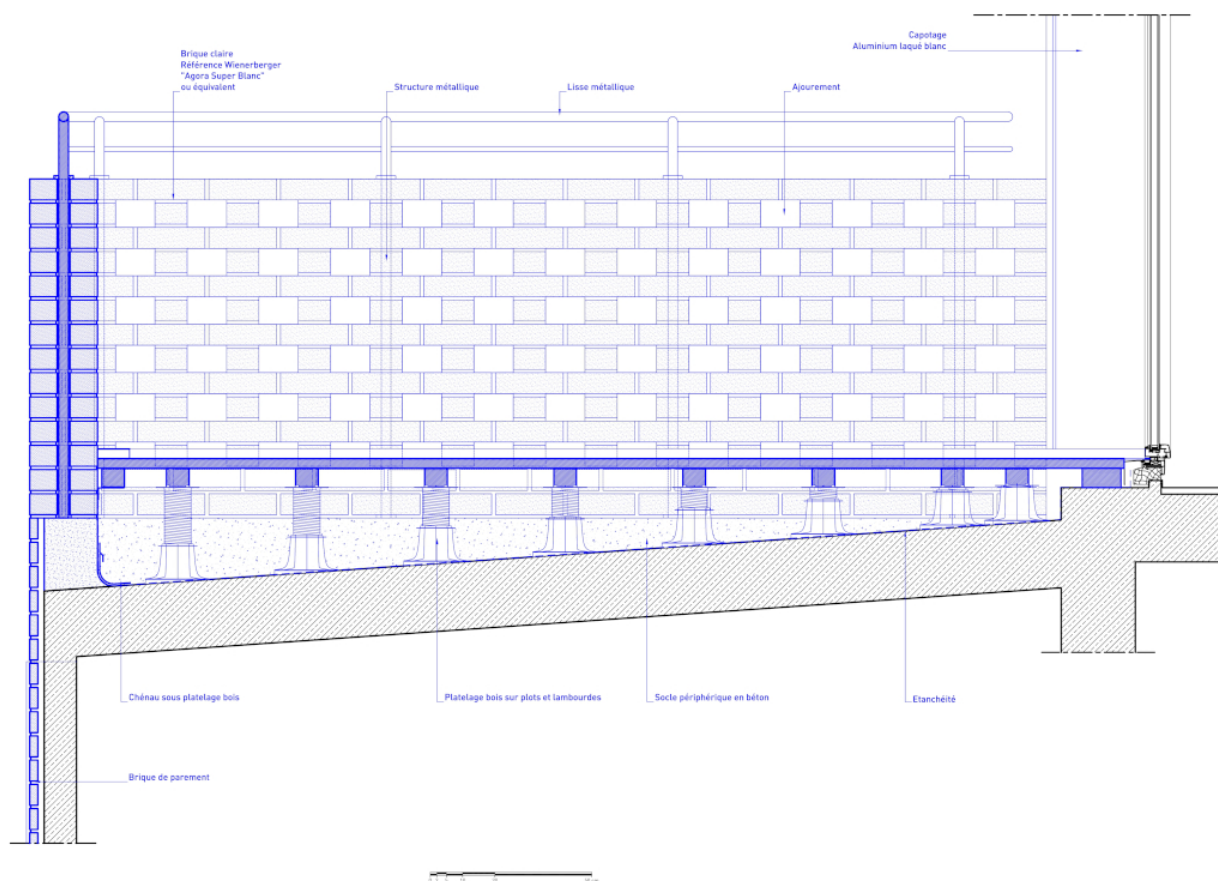 Capotage
Aluminium laqué blanc
Brique claire
Référence Wienerberger
"Agora Super Blanc"
ou équivalent
Structure métallique
Lisse métallique
Ajourement
Chénau sous platelage bois
Platelage bois sur plots et lambourdes
Socle périphérique en béton
Etanchéité
Brique de parement